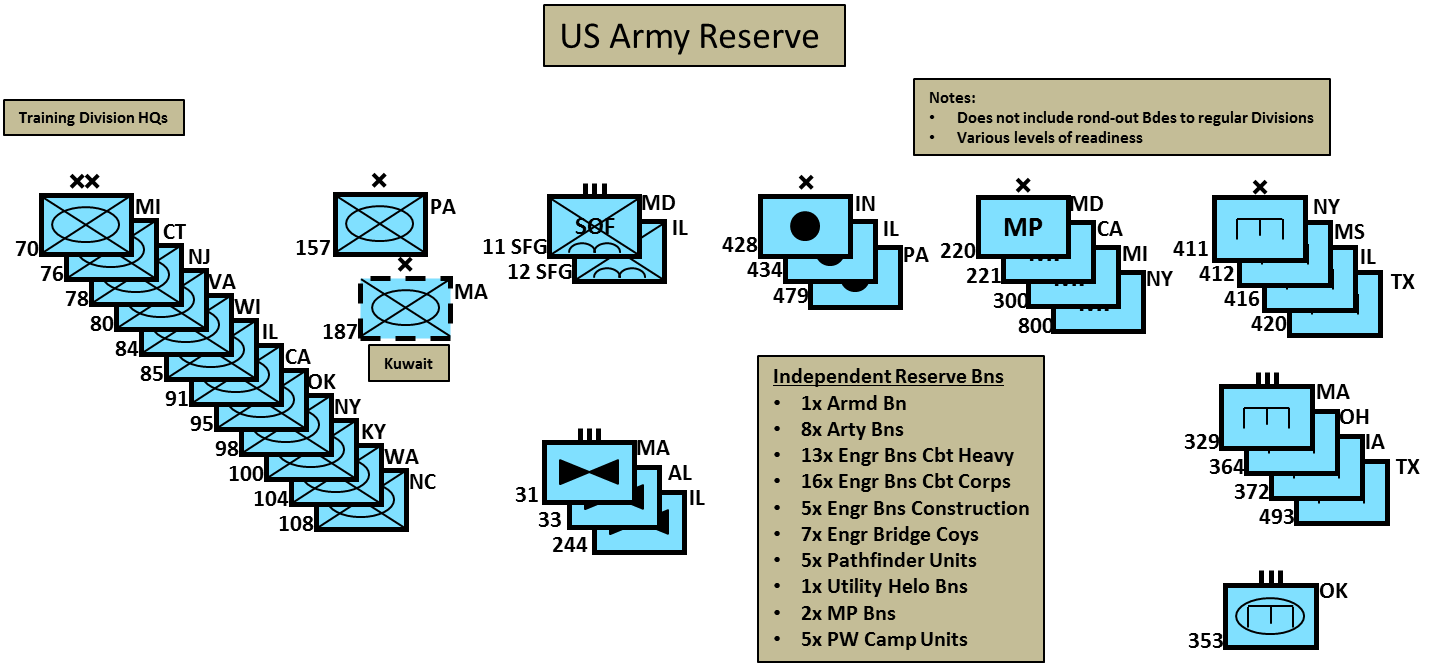 US Army Reserve
Training Division HQs
Notes:
• Does not include rond-out Bdes to regular Divisions
• Various levels of readiness
70 MI
76 CT
78 NJ
80 VA
84 WI
85 IL
91 CA
95 OK
98 NY
100 KY
104 WA
108 NC
157 PA
187 MA
Kuwait
SOF
11 SFG MD
12 SFG IL
31 MA
33 AL
244 IL
428 IN
434 IL
479 PA
MP
220 MD
221 CA
300 MI
800 NY
411 NY
412 MS
416 IL
420 TX
329 MA
364 OH
372 IA
493 TX
353 OK
Independent Reserve Bns
• 1x Armd Bn
• 8x Arty Bns
• 13x Engr Bns Cbt Heavy
• 16x Engr Bns Cbt Corps
• 5x Engr Bns Construction
• 7x Engr Bridge Coys
• 5x Pathfinder Units
• 1x Utility Helo Bns
• 2x MP Bns
• 5x PW Camp Units